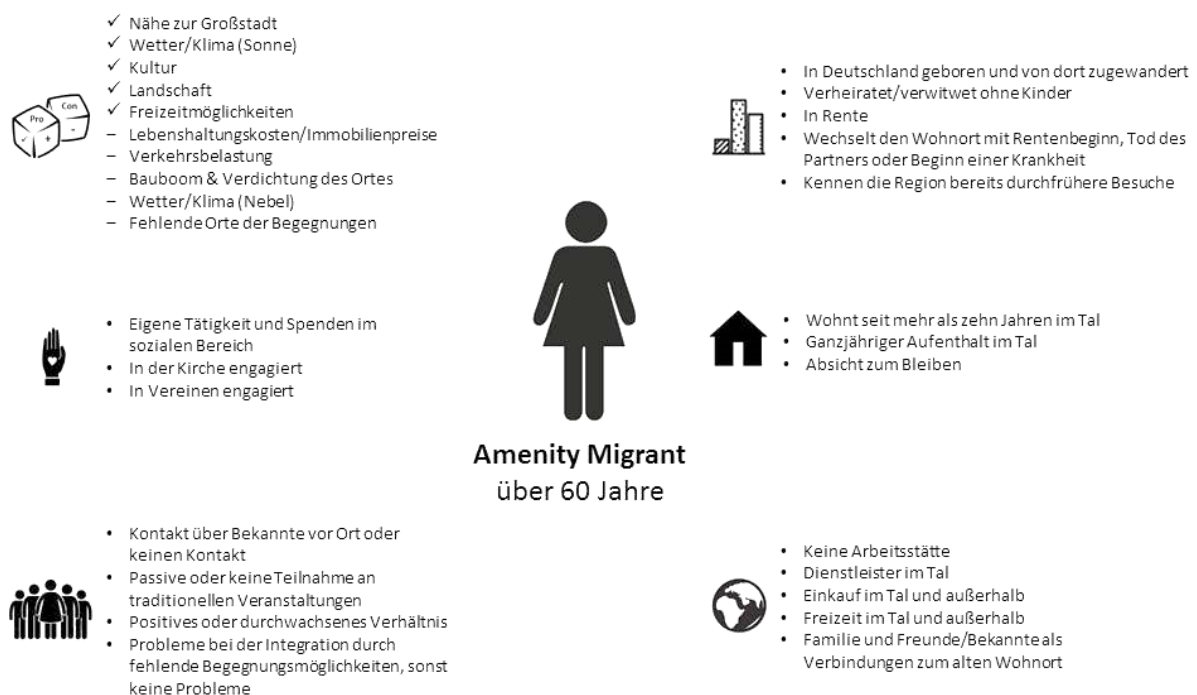 Pro
Con
✓ Nähe zur Großstadt
✓ Wetter/Klima (Sonne)
✓ Kultur
✓ Landschaft
✓ Freizeitmöglichkeiten
– Lebenshaltungskosten/Immobilienpreise
– Verkehrsbelastung
– Bauboom & Verdichtung des Ortes
– Wetter/Klima (Nebel)
– Fehlende Orte der Begegnungen
• In Deutschland geboren und von dort zugewandert
• Verheiratet/verwitwet ohne Kinder
• In Rente
• Wechselt den Wohnort mit Rentenbeginn, Tod des
Partners oder Beginn einer Krankheit
• Kennen die Region bereits durchfrühere Besuche
• Eigene Tätigkeit und Spenden im
sozialen Bereich
• In der Kirche engagiert
• In Vereinen engagiert
• Wohnt seit mehr als zehn Jahren im Tal
• Ganzjähriger Aufenthalt im Tal
• Absicht zum Bleiben
Amenity Migrant
über 60 Jahre
• Kontakt über Bekannte vor Ort oder
keinen Kontakt
• Passive oder keine Teilnahme an
traditionellen Veranstaltungen
• Positives oder durchwachsenes Verhältnis
• Probleme bei der Integration durch
fehlende Begegnungsmöglichkeiten, sonst
keine Probleme
• Keine Arbeitsstätte
• Dienstleister im Tal
• Einkauf im Tal und außerhalb
• Freizeit im Tal und außerhalb
• Familie und Freunde/Bekannte als
Verbindungen zum alten Wohnort